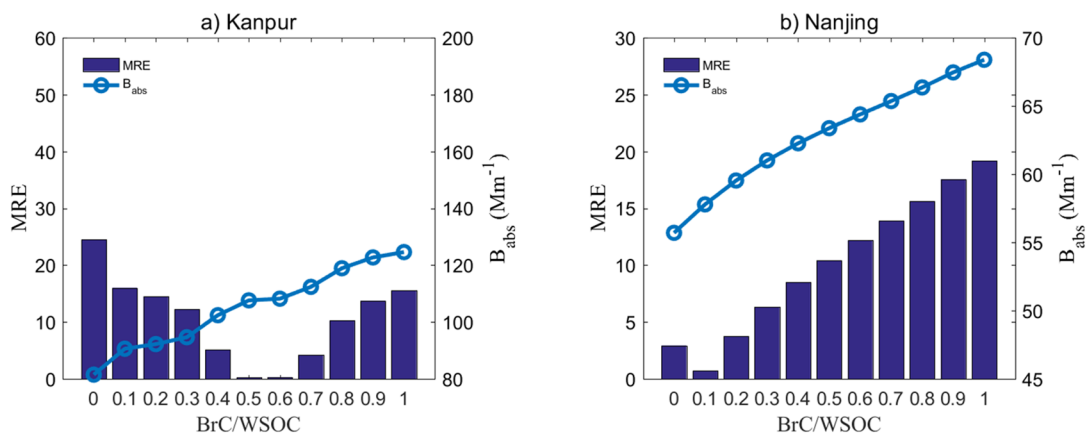 a) Kanpur
60
50
40
30
20
10
0
MRE
MRE
B_abs
200
180
160
140
120
100
80
B_abs (Mm^-1)
0 0.1 0.2 0.3 0.4 0.5 0.6 0.7 0.8 0.9 1
BrC/WSOC
b) Nanjing
30
25
20
15
10
5
0
MRE
MRE
B_abs
70
65
60
55
50
45
B_abs (Mm^-1)
0 0.1 0.2 0.3 0.4 0.5 0.6 0.7 0.8 0.9 1
BrC/WSOC